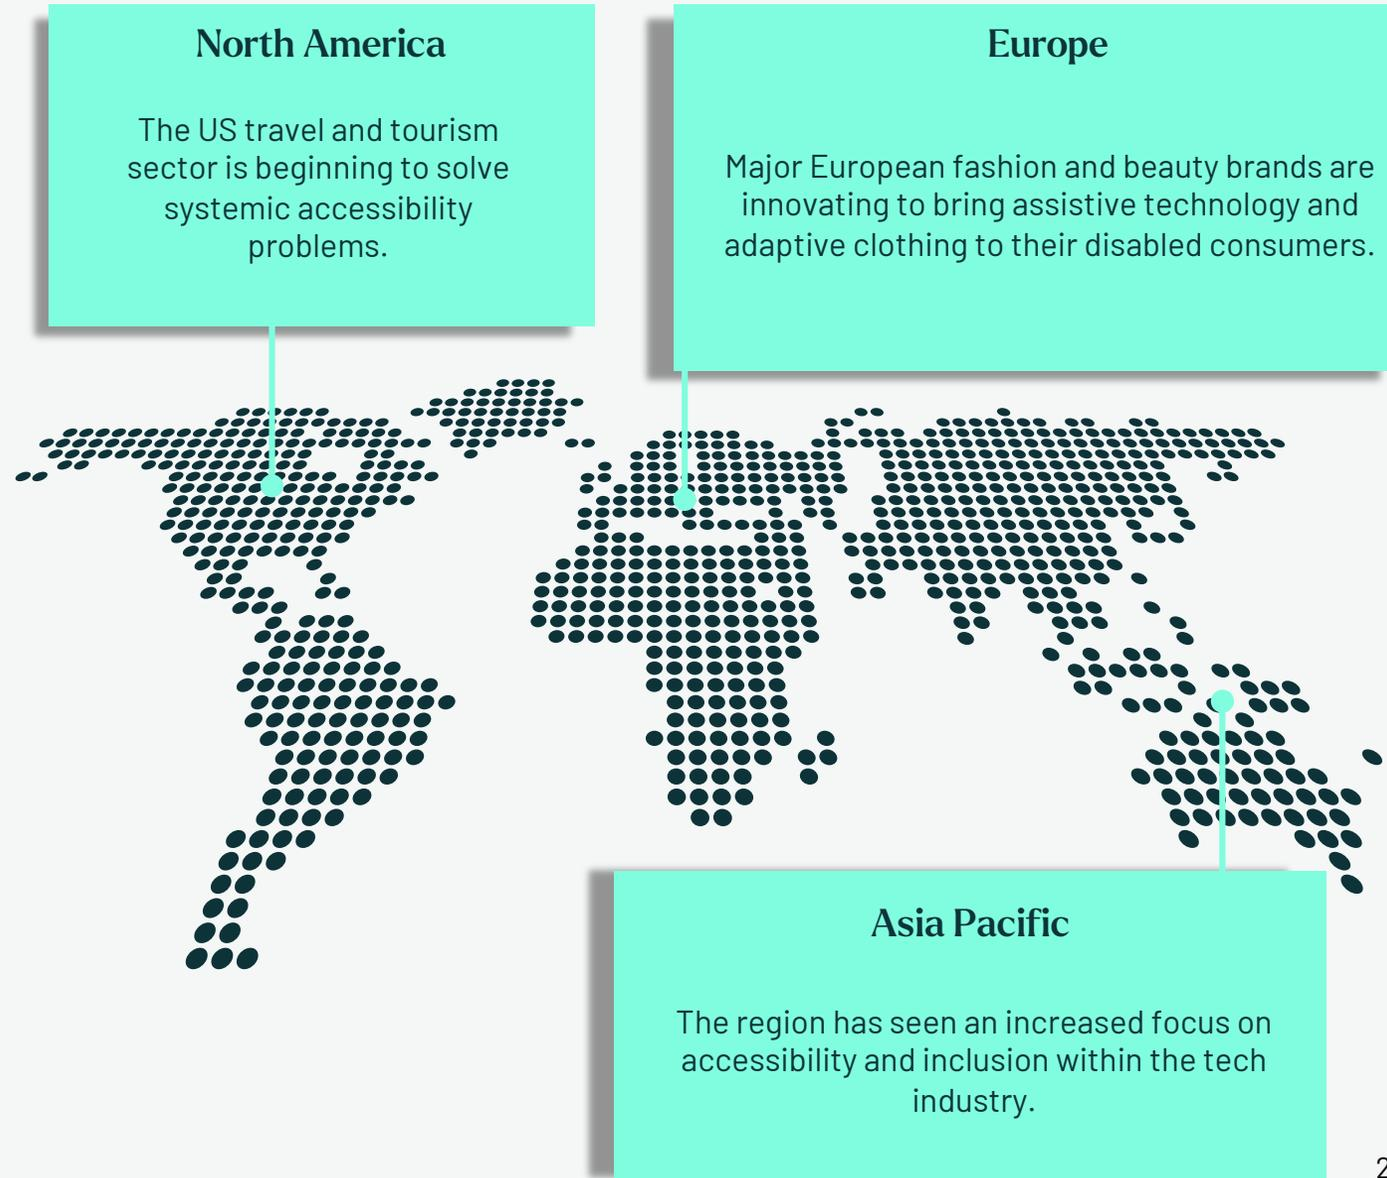 North America
The US travel and tourism
sector is beginning to solve
systemic accessibility
problems.
Europe
Major European fashion and beauty brands are
innovating to bring assistive technology and
adaptive clothing to their disabled consumers.
Asia Pacific
The region has seen an increased focus on
accessibility and inclusion within the tech
industry.
2